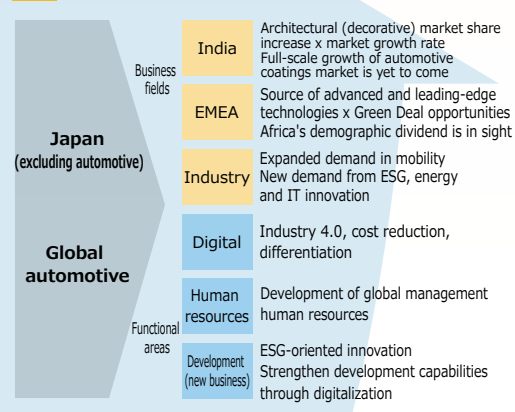 Japan
(excluding automotive)
Global
automotive
Business
fields
India
Architectural (decorative) market share
increase x market growth rate
Full-scale growth of automotive
coatings market is yet to come
EMEA
Source of advanced and leading-edge
technologies x Green Deal opportunities
Africa's demographic dividend is in sight
Industry
Expanded demand in mobility
New demand from ESG, energy
and IT innovation
Functional
areas
Digital
Industry 4.0, cost reduction,
differentiation
Human
resources
Development of global management
human resources
Development
(new business)
ESG-oriented innovation
Strengthen development capabilities
through digitalization